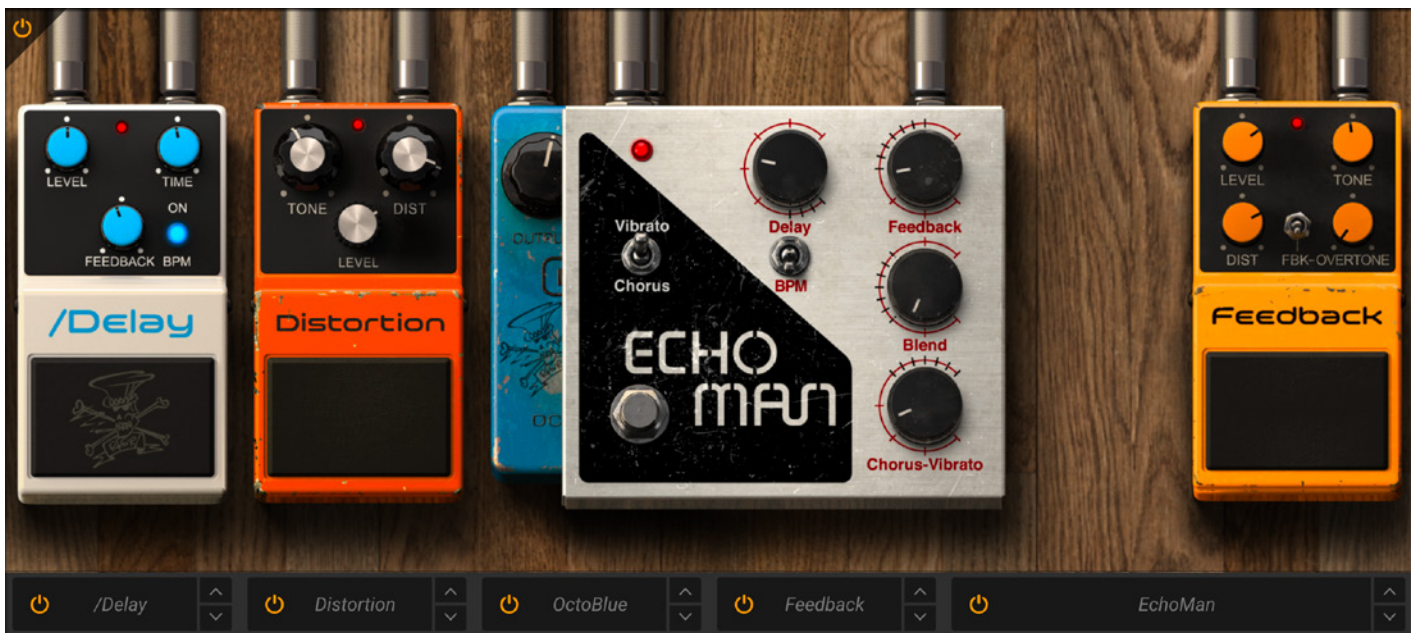 LEVEL TIME
ON
FEEDBACK BPM
/Delay
TONE DIST
LEVEL
Distortion
Vibrato
Chorus
Delay
BPM
Feedback
Blend
Chorus-Vibrato
ECHO
MAN
LEVEL TONE
DIST FBK-OVERTONE
Feedback
/Delay
Distortion
OctoBlue
Feedback
EchoMan